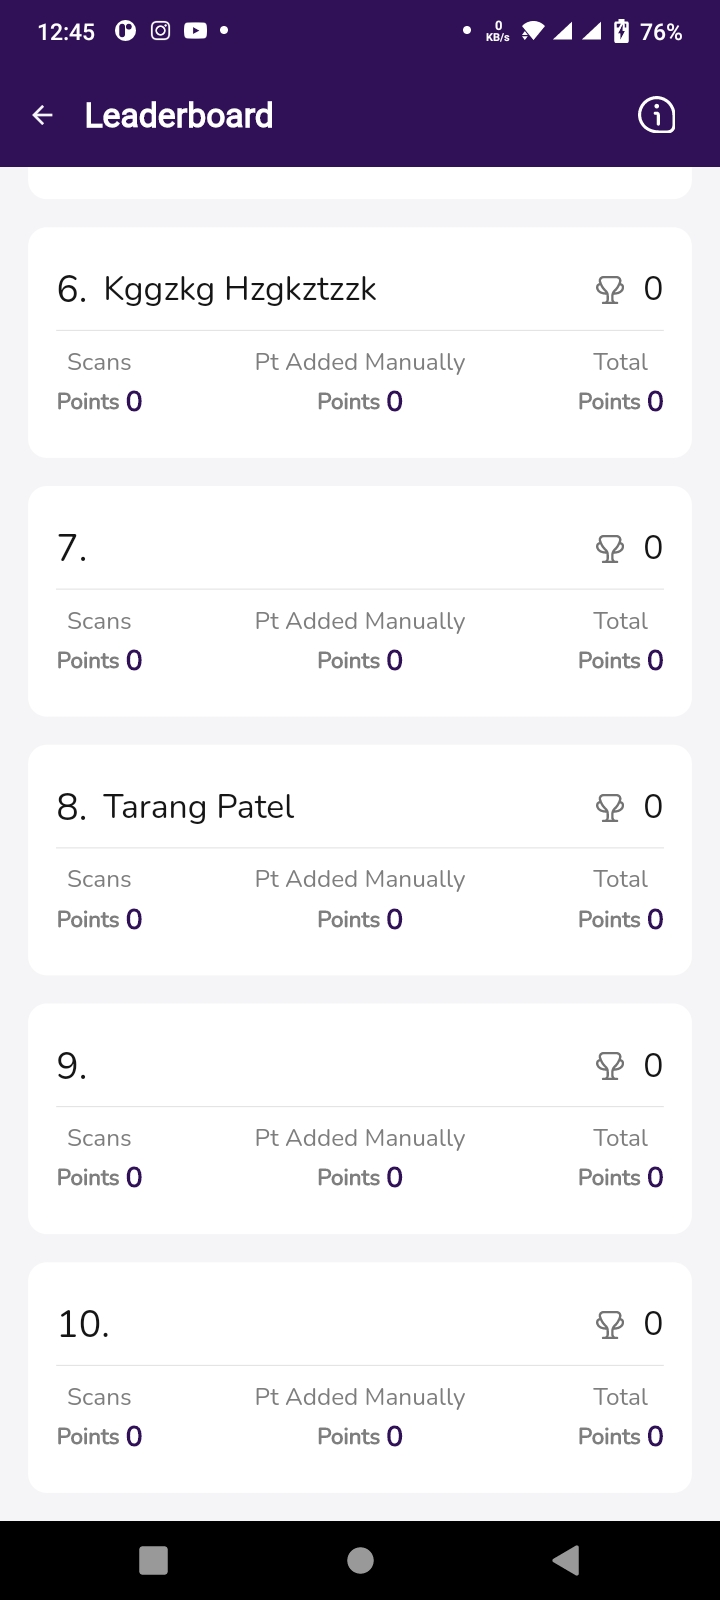 12:45 0 KB/s 76%
Leaderboard
6. Kggzkg Hzgkztzzk 0
Scans Pt Added Manually Total
Points 0 Points 0 Points 0
7. 0
Scans Pt Added Manually Total
Points 0 Points 0 Points 0
8. Tarang Patel 0
Scans Pt Added Manually Total
Points 0 Points 0 Points 0
9. 0
Scans Pt Added Manually Total
Points 0 Points 0 Points 0
10. 0
Scans Pt Added Manually Total
Points 0 Points 0 Points 0